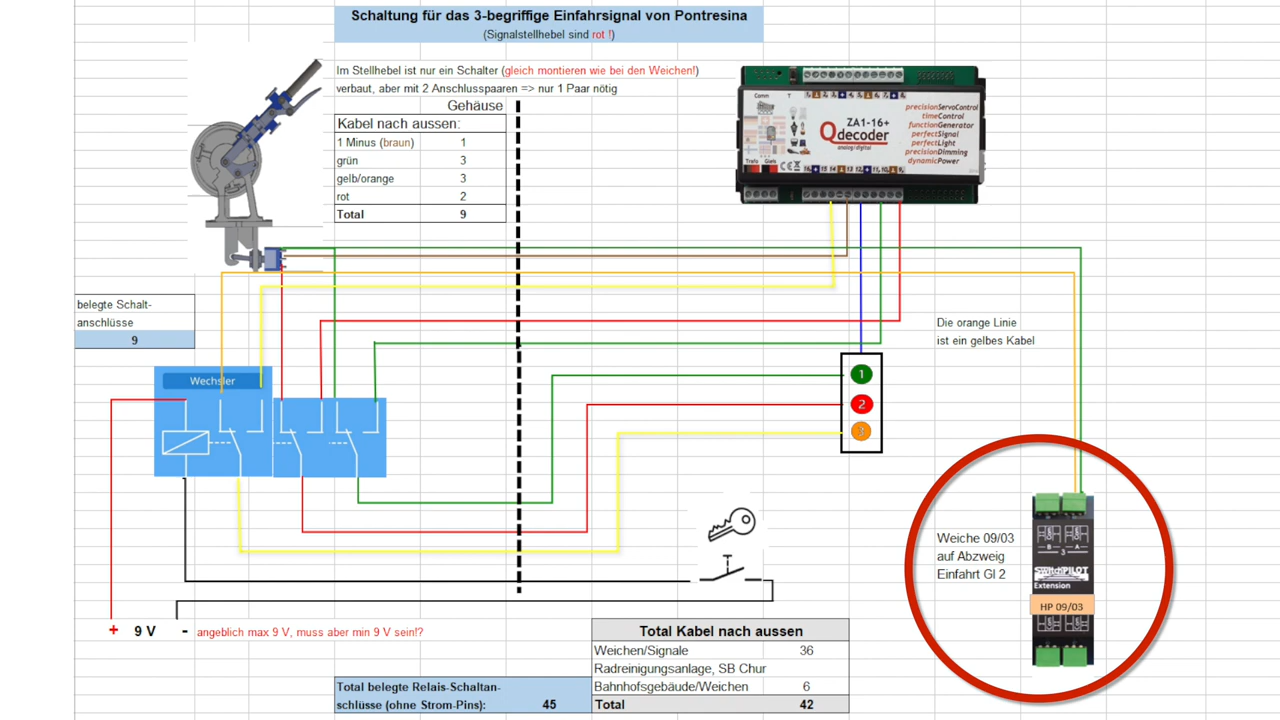 Schaltung für das 3-begriffige Einfahrsignal von Pontresina
(Signalstellhebel sind rot !)
Im Stellhebel ist nur ein Schalter (gleich montieren wie bei den Weichen!)
verbaut, aber mit 2 Anschlusspaaren => nur 1 Paar nötig
Gehäuse
Kabel nach aussen:
1 Minus (braun) 1
grün 3
gelb/orange 3
rot 2
Total 9
Comm
ZA1-16+
Qdecoder
analog/digital
precisionServoControl
timeControl
functionGenerator
perfectSignal
perfectLight
precisionDimming
dynamicPower
Trafo Gleis
belegte Schalt-
anschlüsse
9
Die orange Linie
ist ein gelbes Kabel
Wechsler
1
2
3
Weiche 09/03
auf Abzweig
Einfahrt Gl 2
B A
3
SwitchPILOT
Extension
HP 09/03
+ 9 V - angeblich max 9 V, muss aber min 9 V sein!?
Total Kabel nach aussen
Weichen/Signale 36
Radreinigungsanlage, SB Chur
Bahnhofsgebäude/Weichen 6
Total 42
Total belegte Relais-Schaltan-
schlüsse (ohne Strom-Pins): 45